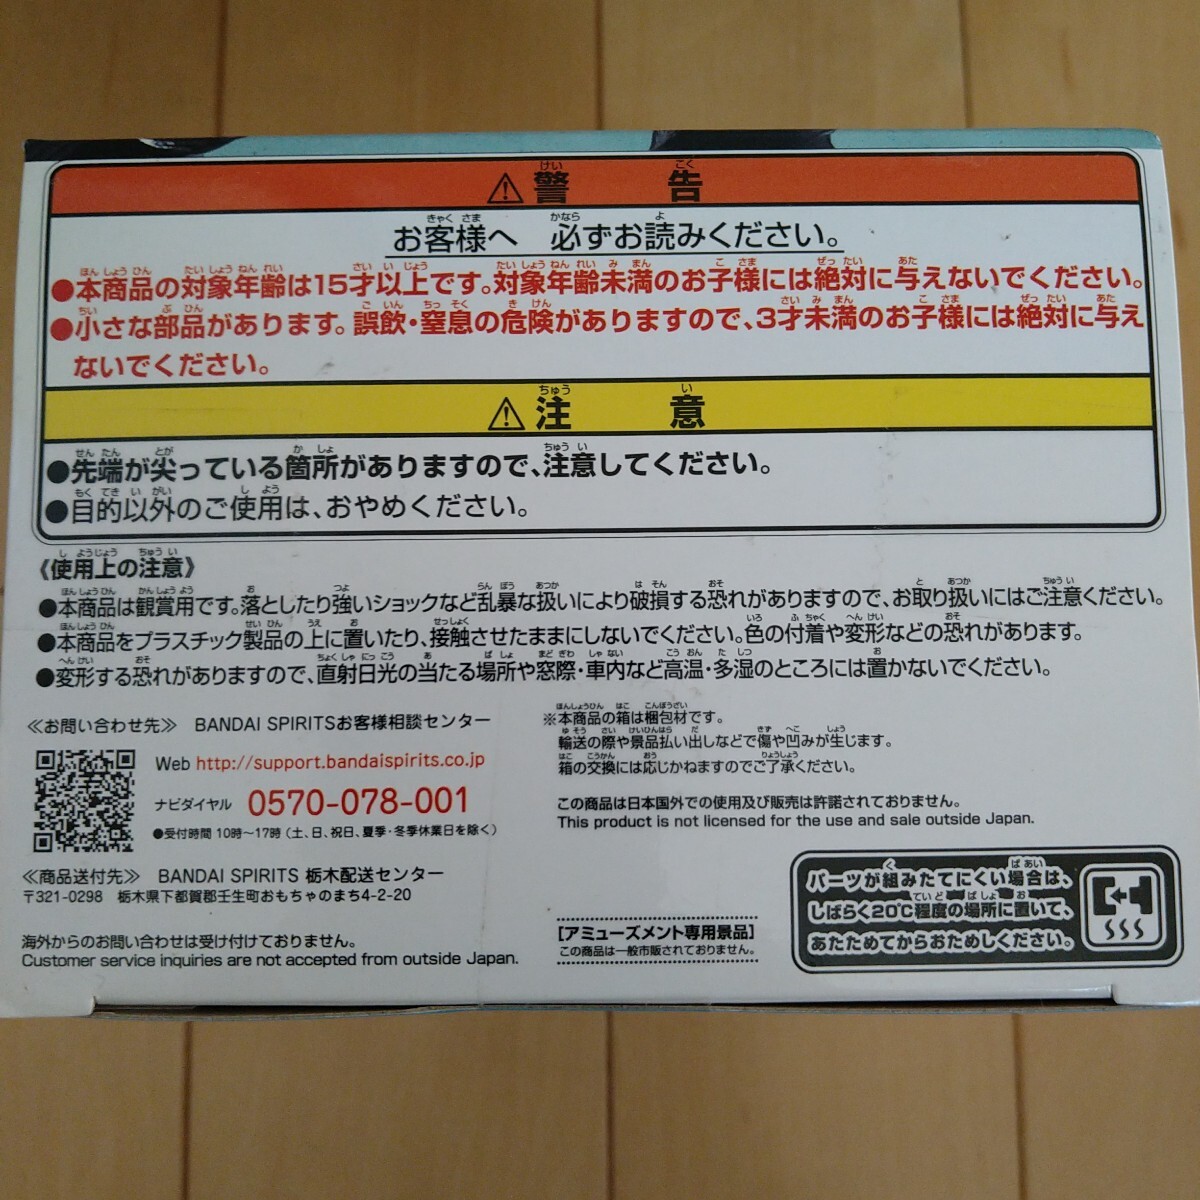 ⚠警告
お客様へ 必ずお読みください。
●本商品の対象年齢は15才以上です。対象年齢未満のお子様には絶対に与えないでください。
●小さな部品があります。誤飲・窒息の危険がありますので、3才未満のお子様には絶対に与え
ないでください。
⚠注意
●先端が尖っている箇所がありますので、注意してください。
●目的以外のご使用は、おやめください。
《使用上の注意》
●本商品は観賞用です。落としたり強いショックなど乱暴な扱いにより破損する恐れがありますので、お取り扱いにはご注意ください。
●本商品をプラスチック製品の上に置いたり、接触させたままにしないでください。色の付着や変形などの恐れがあります。
●変形する恐れがありますので、直射日光の当たる場所や窓際・車内など高温・多湿のところには置かないでください。
≪お問い合わせ先≫ BANDAI SPIRITSお客様相談センター
Web http://support.bandaispirits.co.jp
ナビダイヤル 0570-078-001
●受付時間 10時〜17時（土、日、祝日、夏季・冬季休業日を除く）
≪商品送付先≫ BANDAI SPIRITS 栃木配送センター
〒321-0298 栃木県下都賀郡壬生町おもちゃのまち4-2-20
海外からのお問い合わせは受け付けておりません。
Customer service inquiries are not accepted from outside Japan.
※本商品の箱は梱包材です。
輸送の際や景品払い出しなどで傷や凹みが生じます。
箱の交換には応じかねますのでご了承ください。
この商品は日本国外での使用及び販売は許諾されておりません。
This product is not licensed for the use and sale outside Japan.
[アミューズメント専用景品]
この商品は一般市販されておりません。
パーツが組みたてにくい場合は、
しばらく20℃程度の場所に置いて、
あたためてからおためしください。